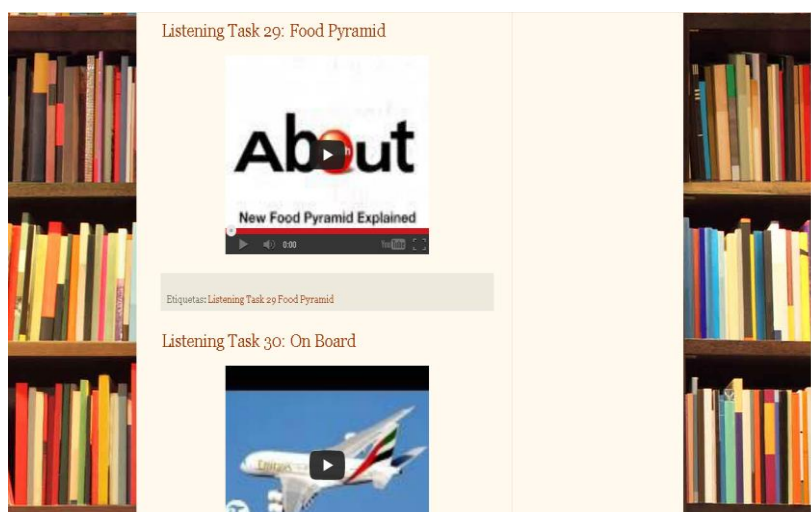 Listening Task 29: Food Pyramid
About
New Food Pyramid Explained
0:00
YouTube
Etiquetas: Listening Task 29 Food Pyramid
Listening Task 30: On Board
Emirates